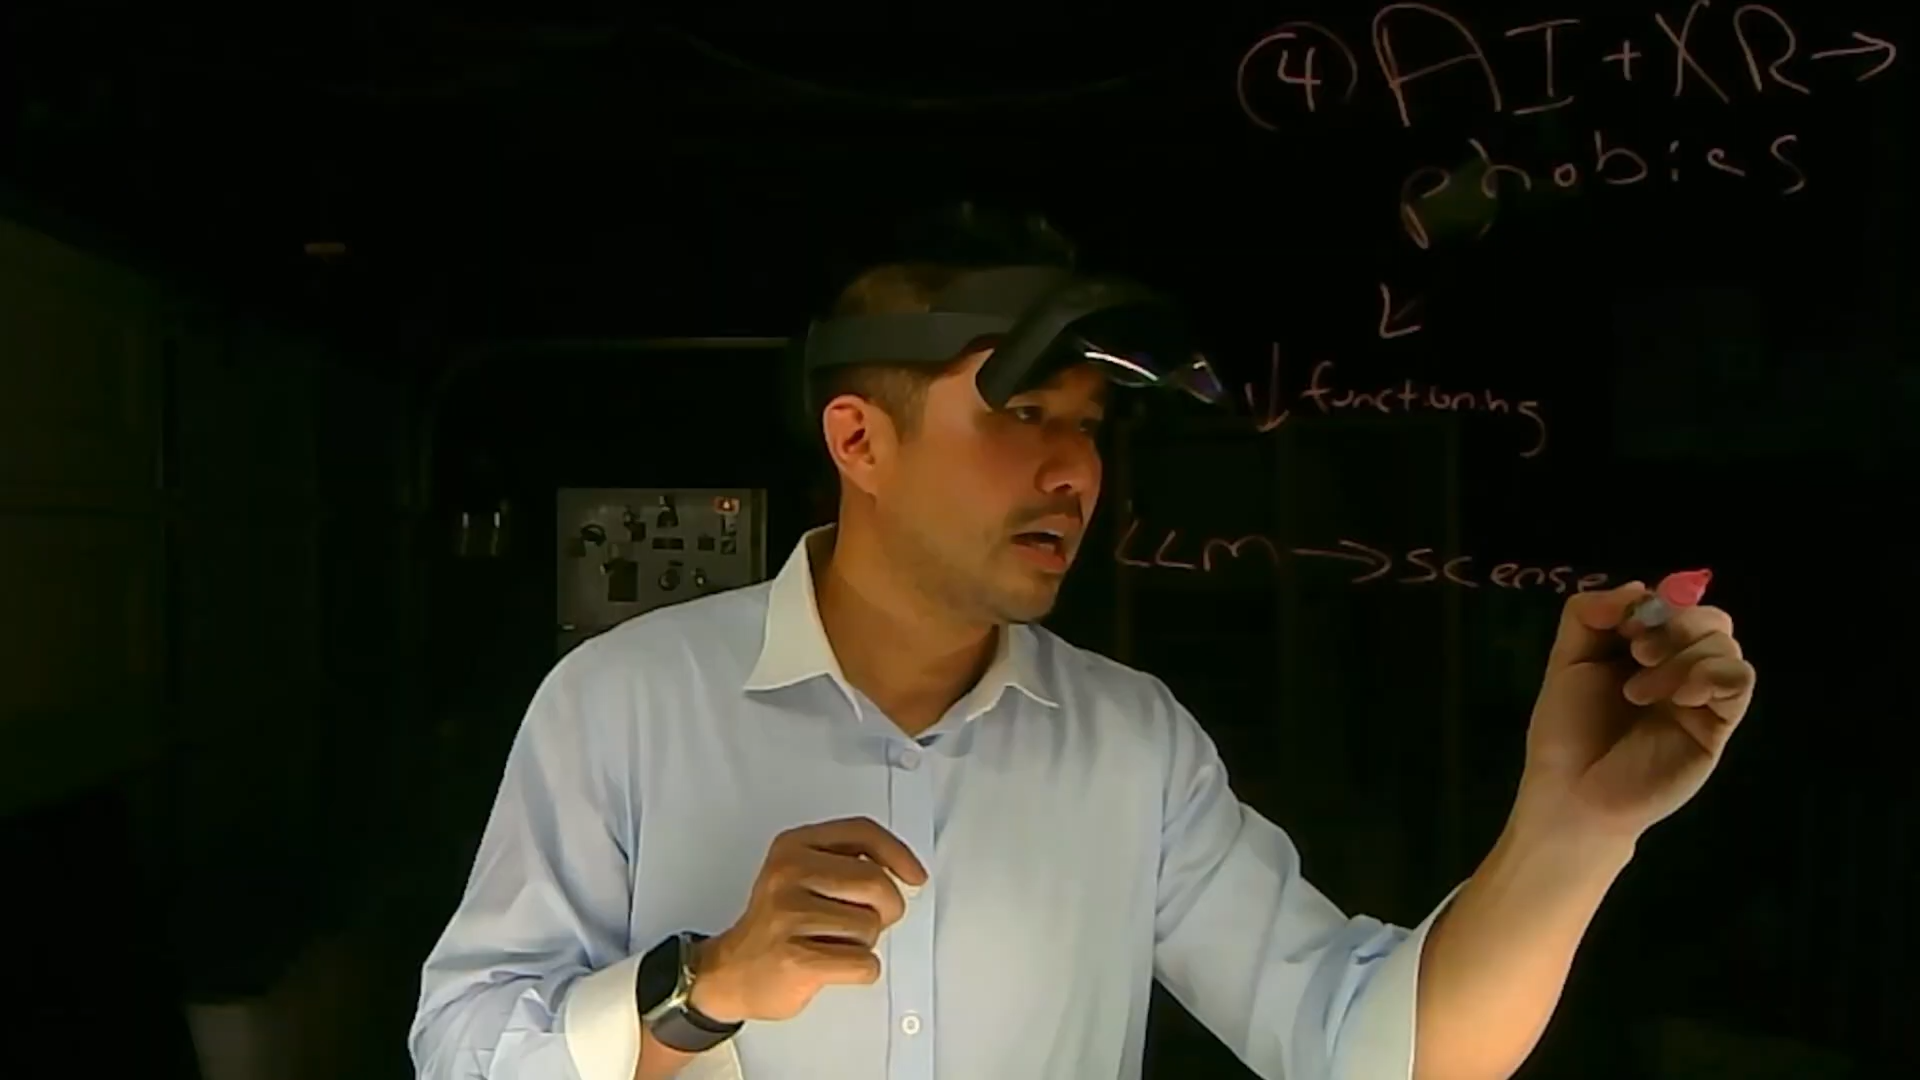 ④ AI + XR →
phobias
↓
↓ functioning
LLM → scense